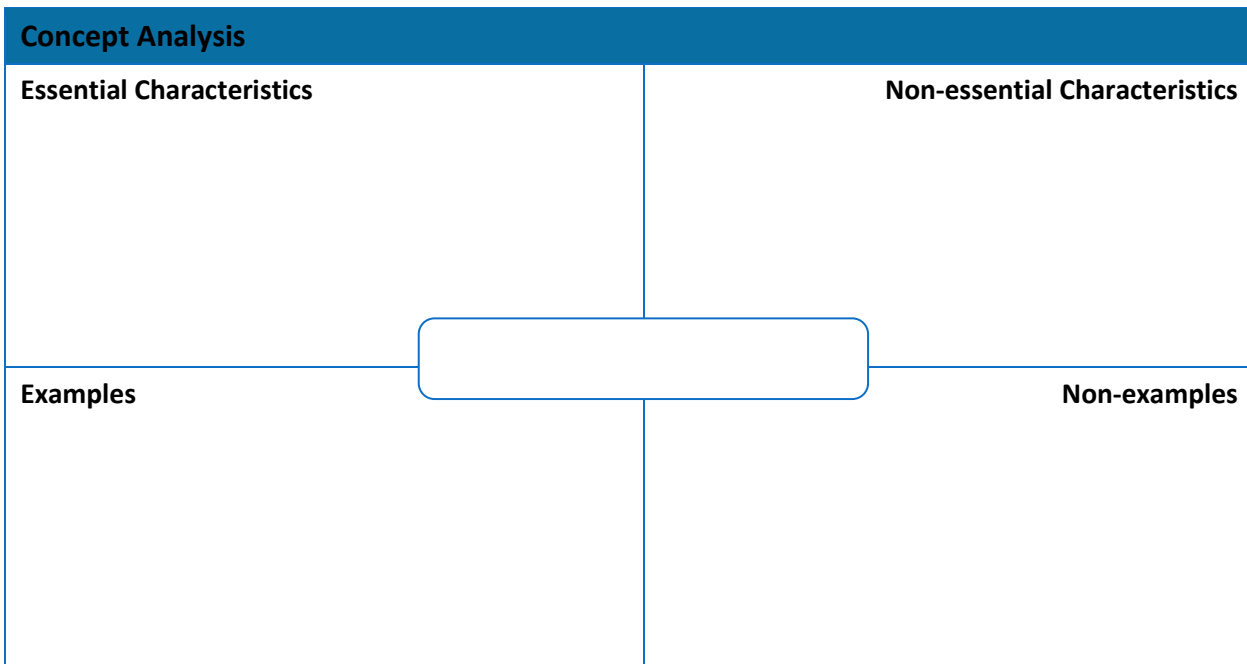 Concept Analysis
Essential Characteristics
Non-essential Characteristics
Examples
Non-examples